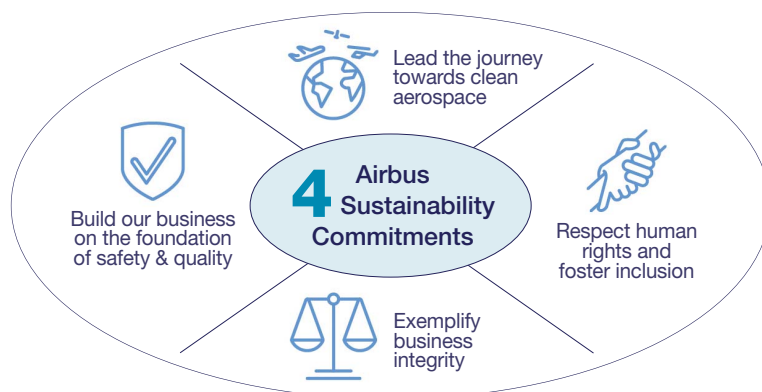 Lead the journey
towards clean
aerospace
Build our business
on the foundation
of safety & quality
4 Airbus
Sustainability
Commitments
Respect human
rights and
foster inclusion
Exemplify
business
integrity